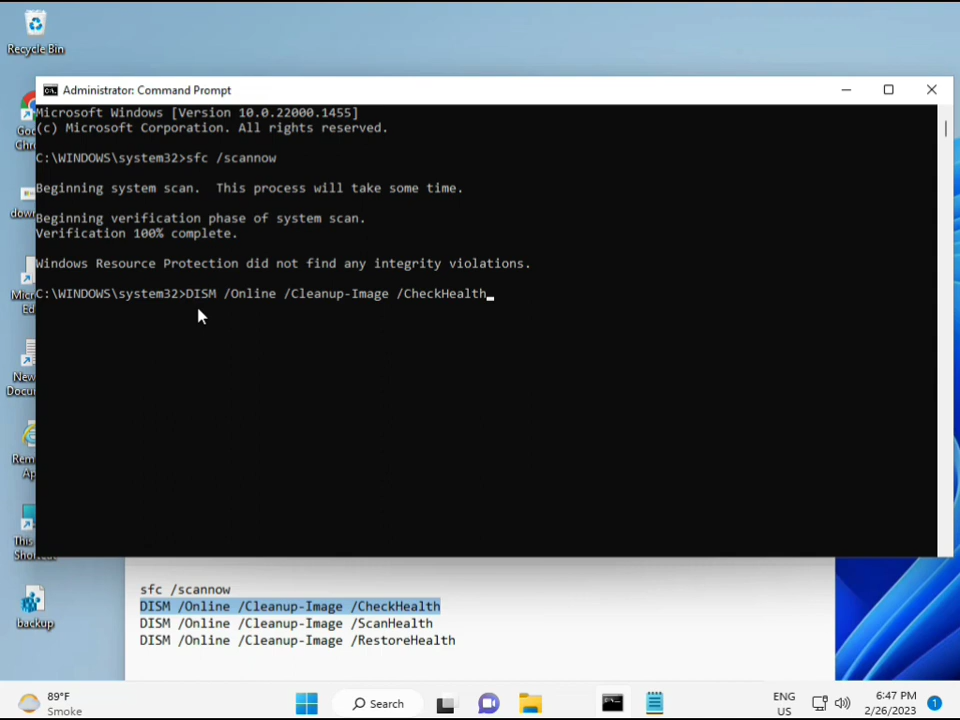 Recycle Bin
Administrator: Command Prompt
Microsoft Windows [Version 10.0.22000.1455]
(c) Microsoft Corporation. All rights reserved.
C:\WINDOWS\system32>sfc /scannow
Beginning system scan.  This process will take some time.
Beginning verification phase of system scan.
Verification 100% complete.
Windows Resource Protection did not find any integrity violations.
C:\WINDOWS\system32>DISM /Online /Cleanup-Image /CheckHealth
sfc /scannow
DISM /Online /Cleanup-Image /CheckHealth
DISM /Online /Cleanup-Image /ScanHealth
DISM /Online /Cleanup-Image /RestoreHealth
backup
89°F
Smoke
Search
ENG
US
6:47 PM
2/26/2023
1